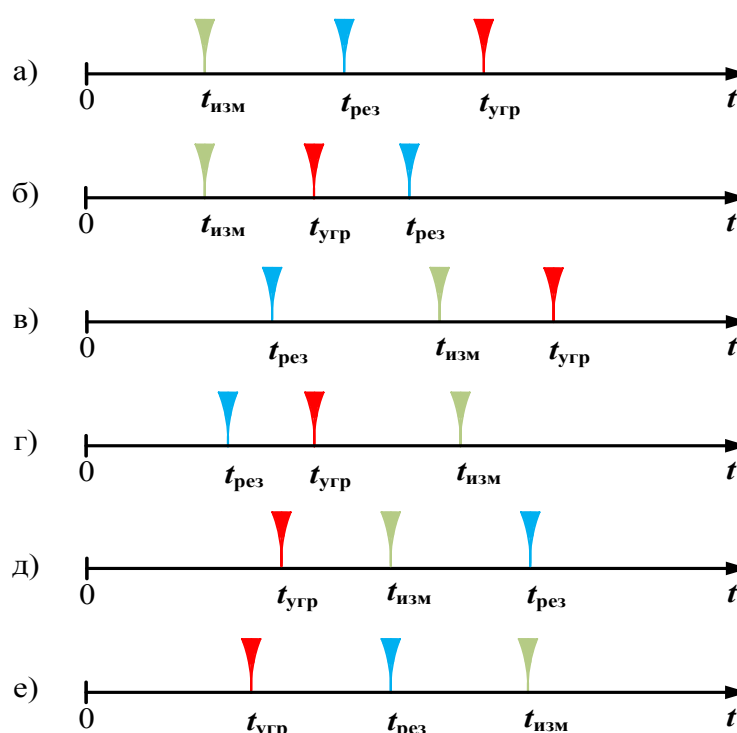 а) 0 tизм tрез tугр t
б) 0 tизм tугр tрез t
в) 0 tрез tизм tугр t
г) 0 tрез tугр tизм t
д) 0 tугр tизм tрез t
е) 0 tугр tрез tизм t